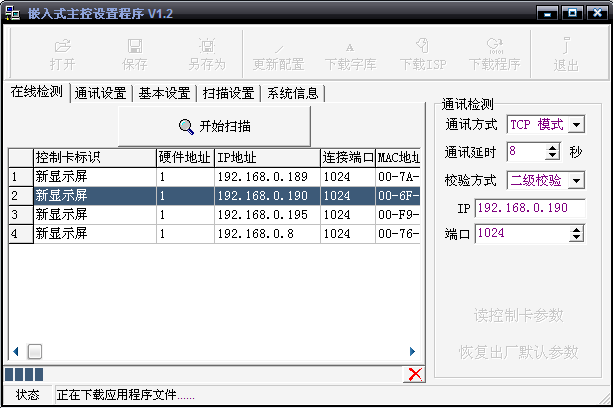 嵌入式主控设置程序 V1.2
打开 保存 另存为 更新配置 下载字库 下载ISP 下载程序 退出
在线检测 通讯设置 基本设置 扫描设置 系统信息
开始扫描
控制卡标识 硬件地址 IP地址 连接端口 MAC地址
1 新显示屏 1 192.168.0.189 1024 00-7A-
2 新显示屏 1 192.168.0.190 1024 00-6F-
3 新显示屏 1 192.168.0.195 1024 00-F9-
4 新显示屏 1 192.168.0.8 1024 00-76-
通讯检测
通讯方式 TCP 模式
通讯延时 8 秒
校验方式 二级校验
IP 192.168.0.190
端口 1024
读控制卡参数
恢复出厂默认参数
状态 正在下载应用程序文件......